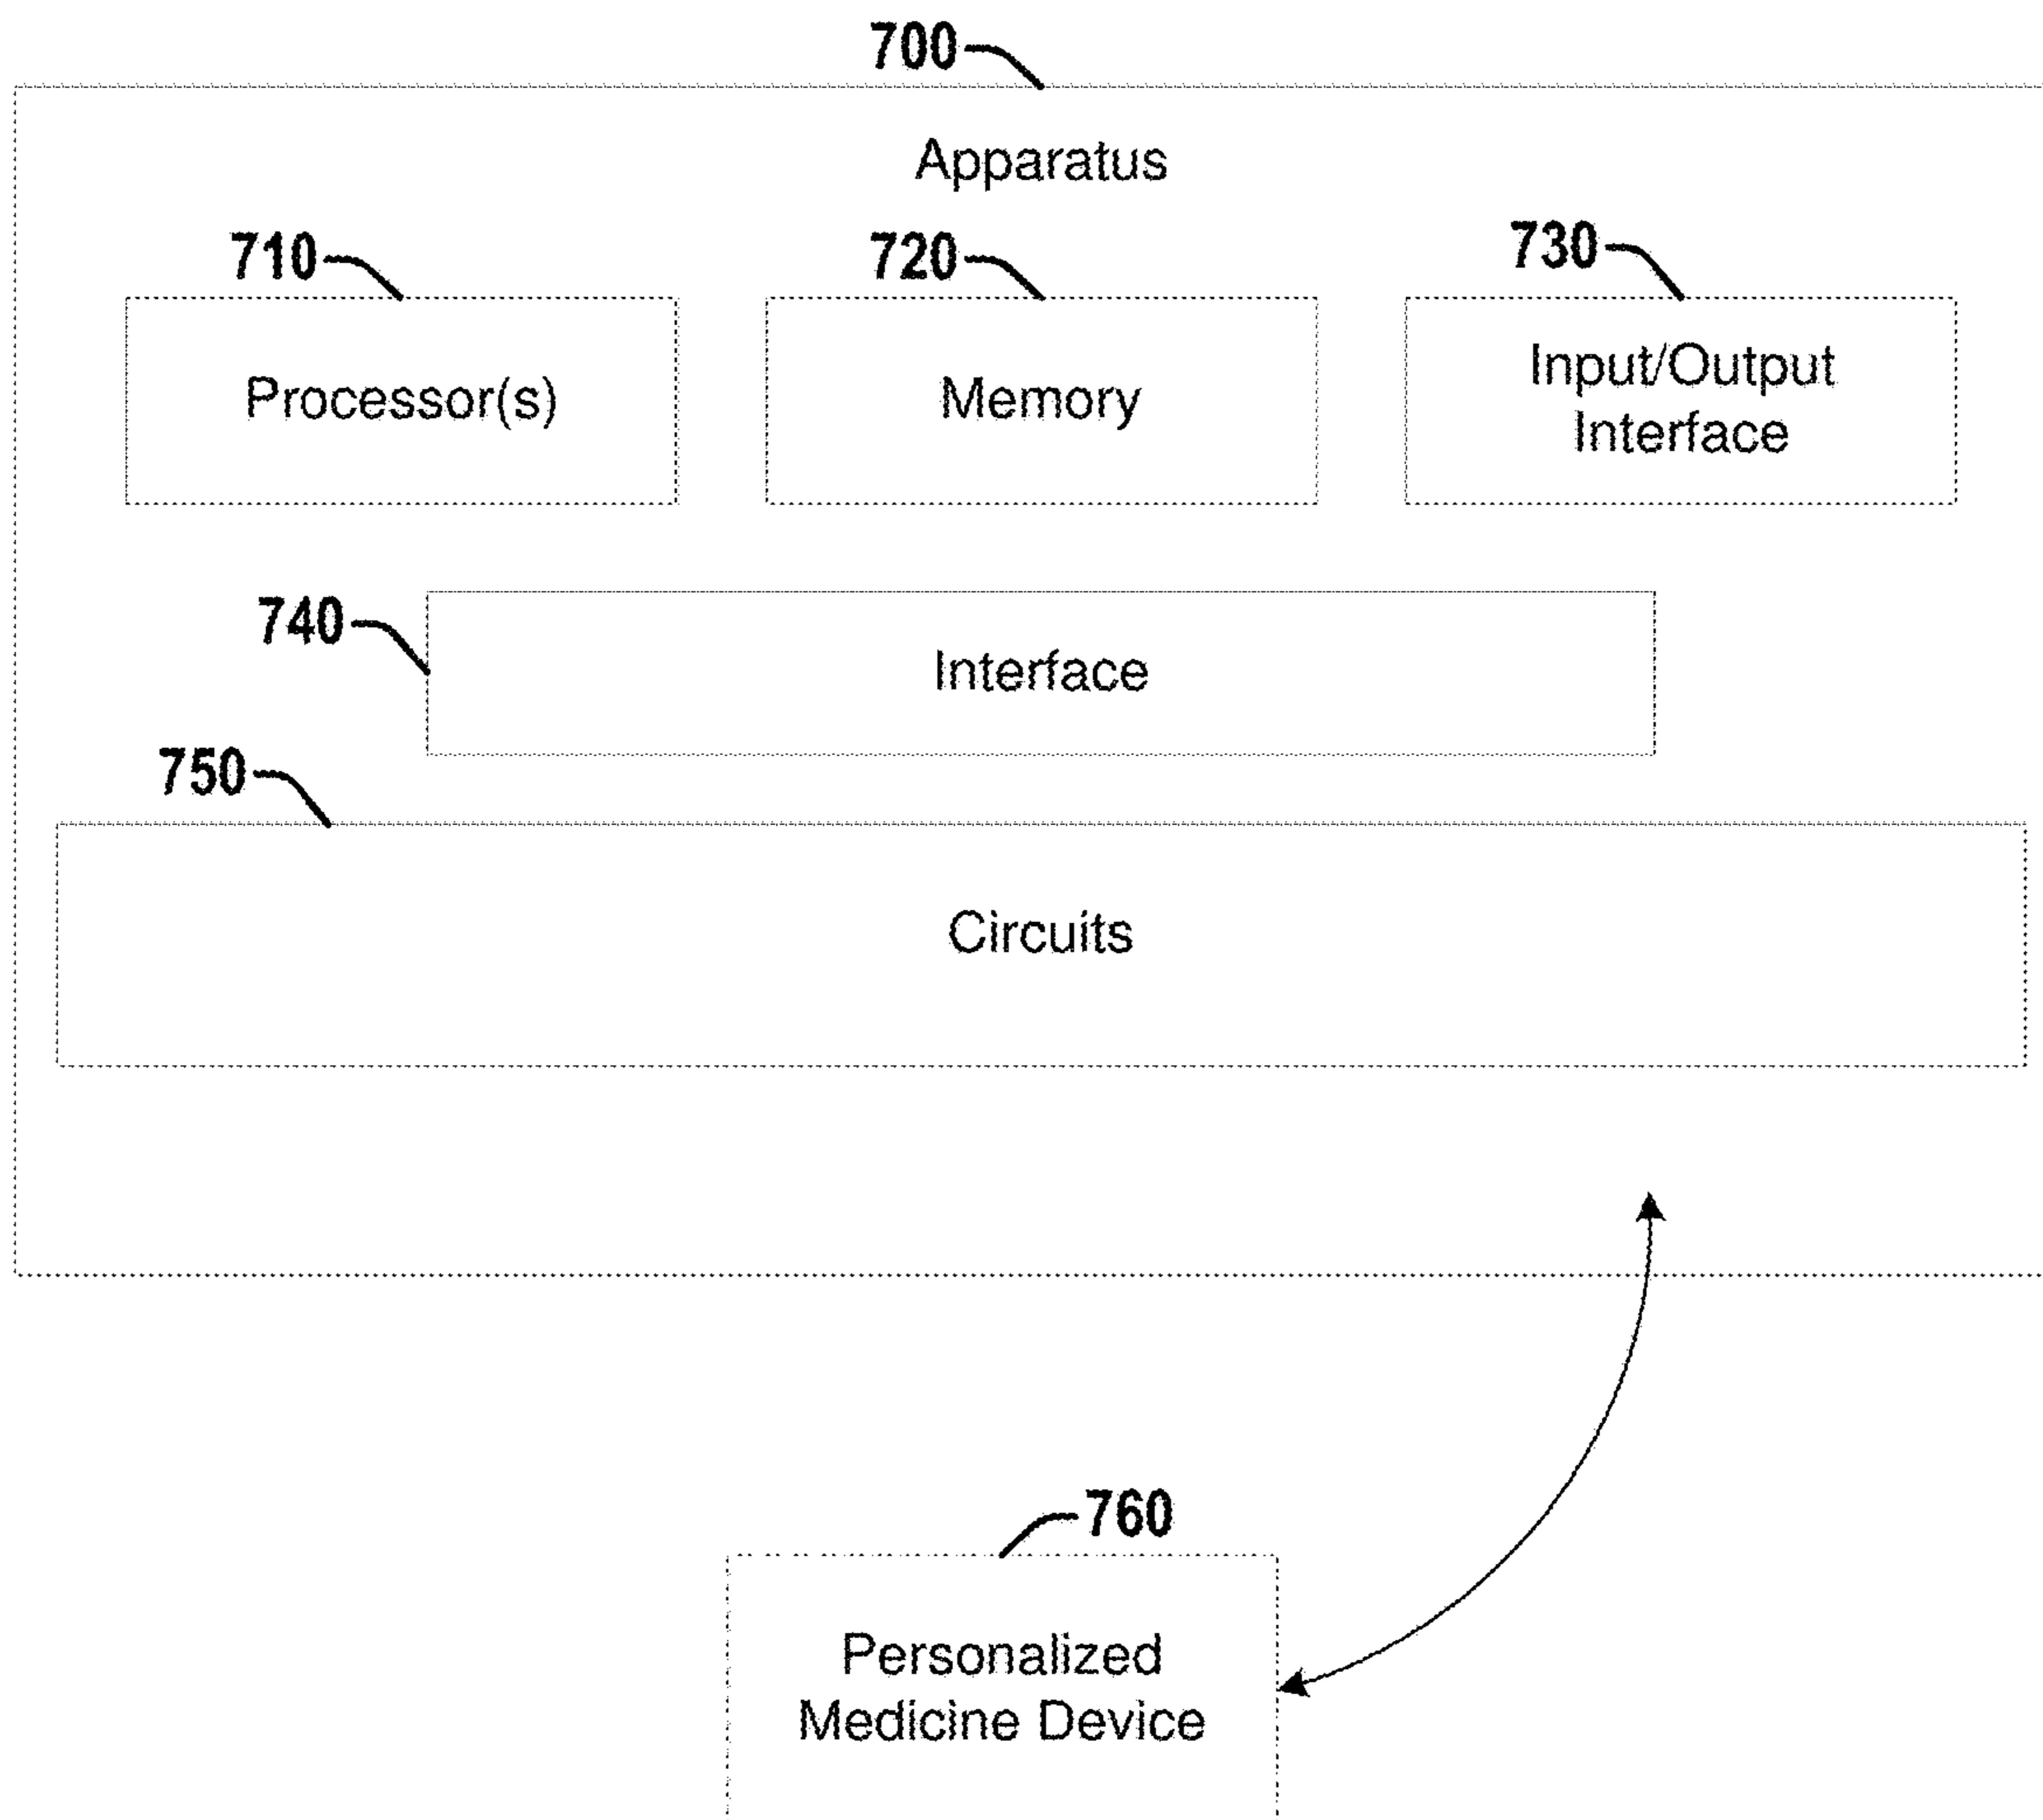 700
Apparatus
710
720
730
Processor(s)
Memory
Input/Output
Interface
740
Interface
750
Circuits
760
Personalized
Medicine Device